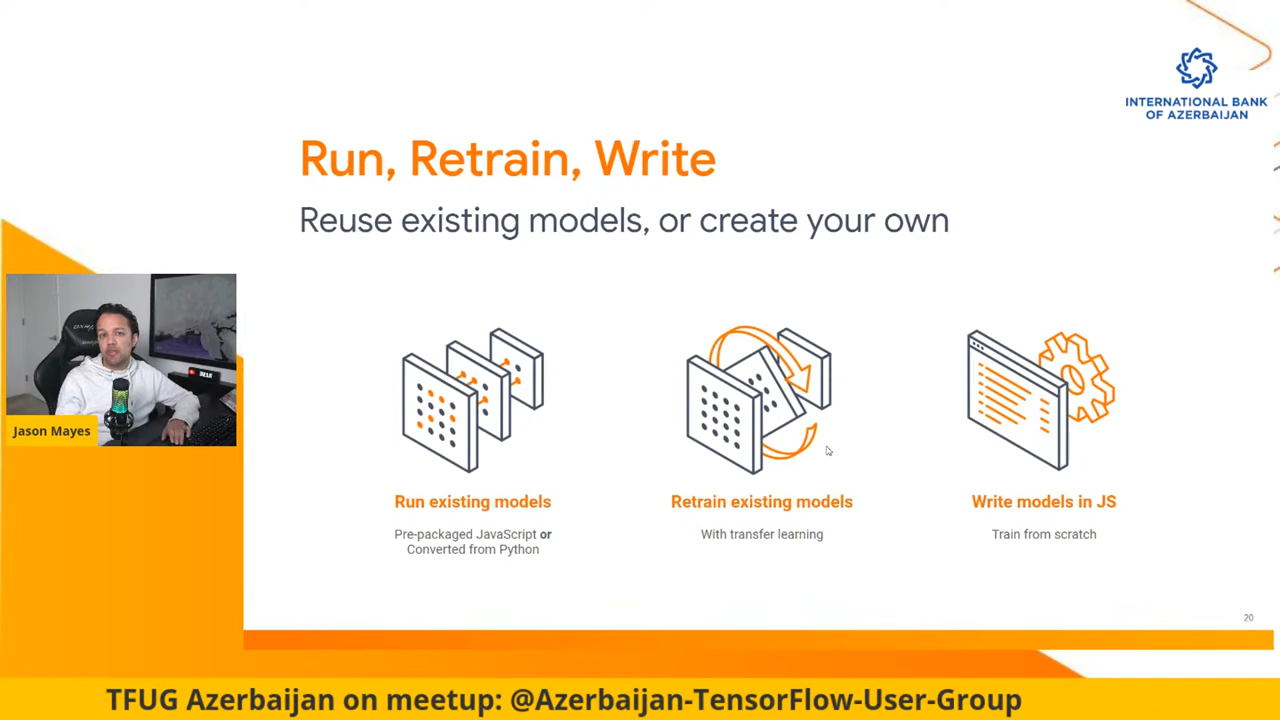 INTERNATIONAL BANK
OF AZERBAIJAN
Run, Retrain, Write
Reuse existing models, or create your own
Jason Mayes
Run existing models
Pre-packaged JavaScript or
Converted from Python
Retrain existing models
With transfer learning
Write models in JS
Train from scratch
20
TFUG Azerbaijan on meetup: @Azerbaijan-TensorFlow-User-Group